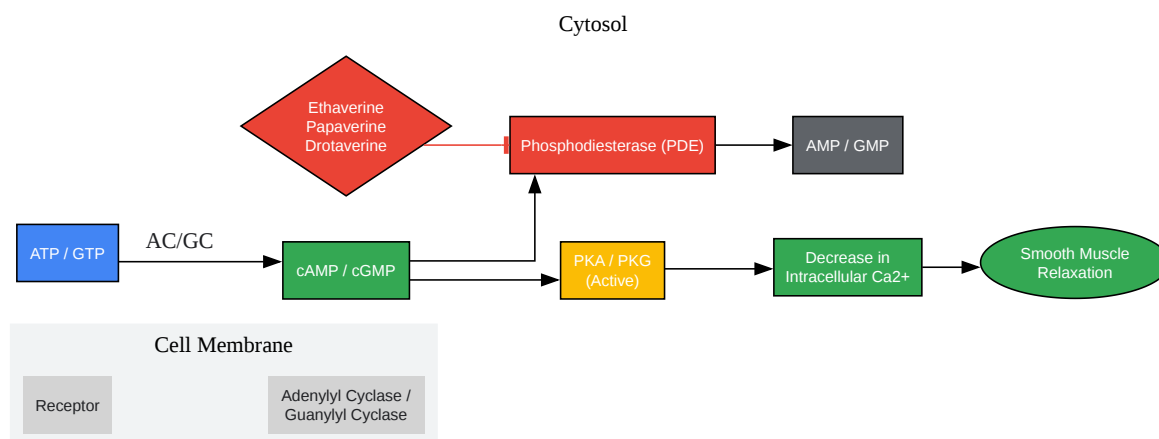 Cytosol
Ethaverine
Papaverine
Drotaverine
Phosphodiesterase (PDE)
AMP / GMP
ATP / GTP
AC/GC
cAMP / cGMP
PKA / PKG
(Active)
Decrease in
Intracellular Ca2+
Smooth Muscle
Relaxation
Cell Membrane
Receptor
Adenylyl Cyclase /
Guanylyl Cyclase